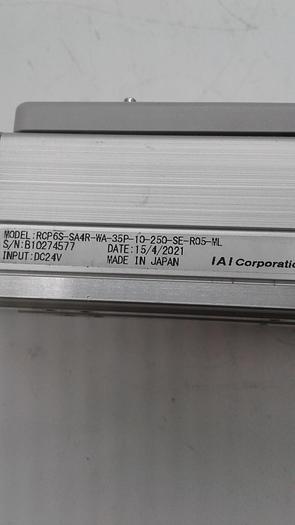 MODEL:RCP6S-SA4R-WA-35P-10-250-SE-R05-ML
S/N:B10274577 DATE:15/4/2021
INPUT:DC24V MADE IN JAPAN IAI Corporatio